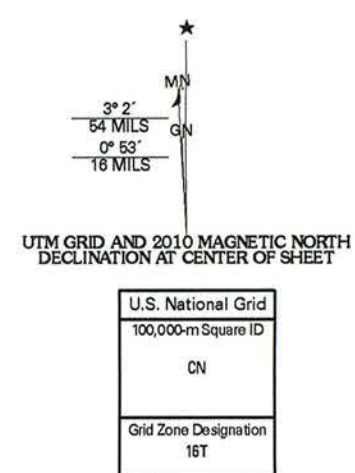 ★
MN
3° 2´
54 MILS
GN
0° 53´
16 MILS
UTM GRID AND 2010 MAGNETIC NORTH
DECLINATION AT CENTER OF SHEET
U.S. National Grid
100,000-m Square ID
CN
Grid Zone Designation
16T